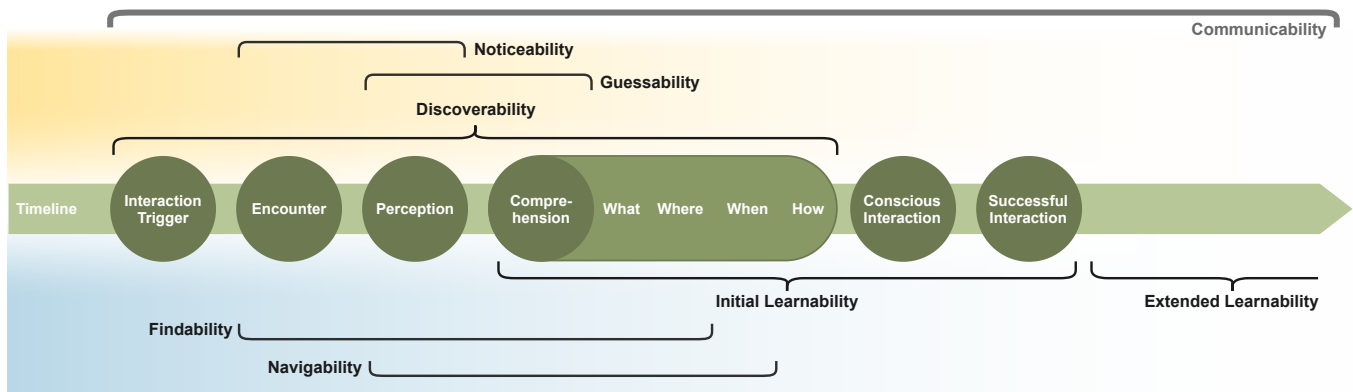 Communicability
Noticeability
Guessability
Discoverability
Timeline
Interaction
Trigger
Encounter
Perception
Compre-
hension
What
Where
When
How
Conscious
Interaction
Successful
Interaction
Initial Learnability
Extended Learnability
Findability
Navigability